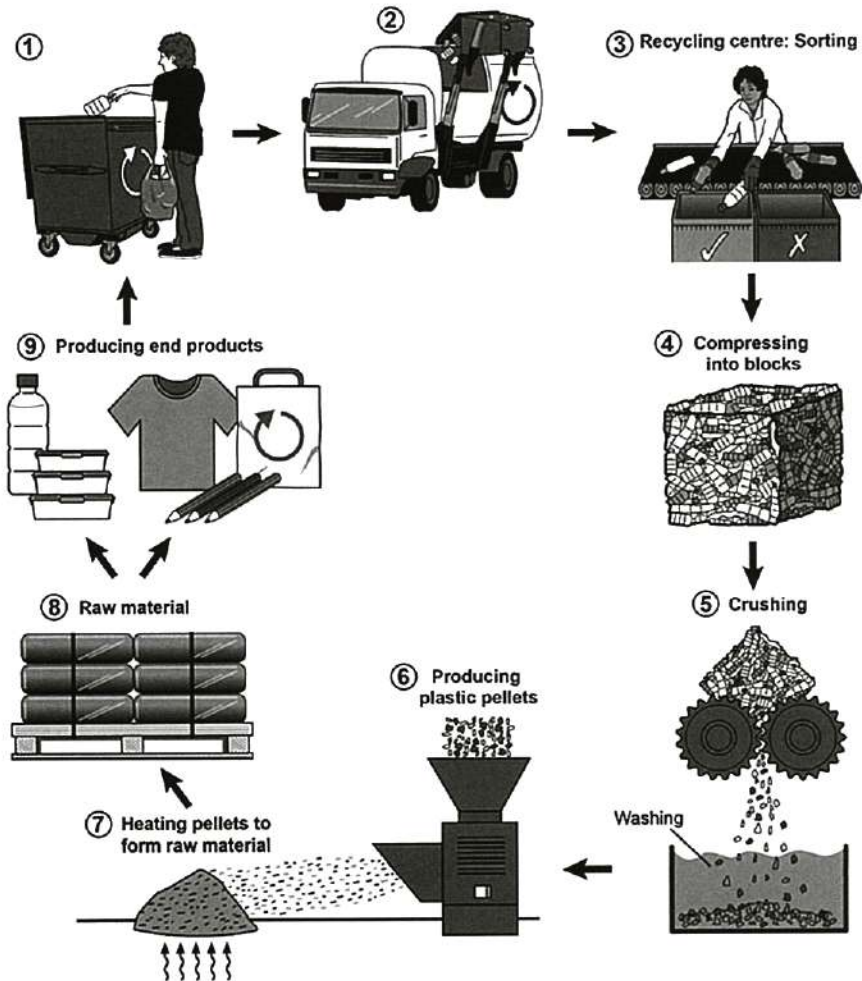 ①
②
③ Recycling centre: Sorting
④ Compressing
into blocks
⑤ Crushing
Washing
⑥ Producing
plastic pellets
⑦ Heating pellets to
form raw material
⑧ Raw material
⑨ Producing end products